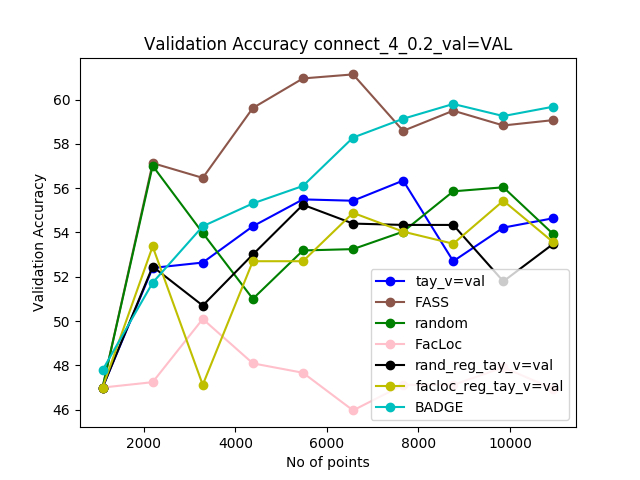 Validation Accuracy connect_4_0.2_val=VAL
Validation Accuracy
60
58
56
54
52
50
48
46
tay_v=val
FASS
random
FacLoc
rand_reg_tay_v=val
facloc_reg_tay_v=val
BADGE
2000 4000 6000 8000 10000
No of points